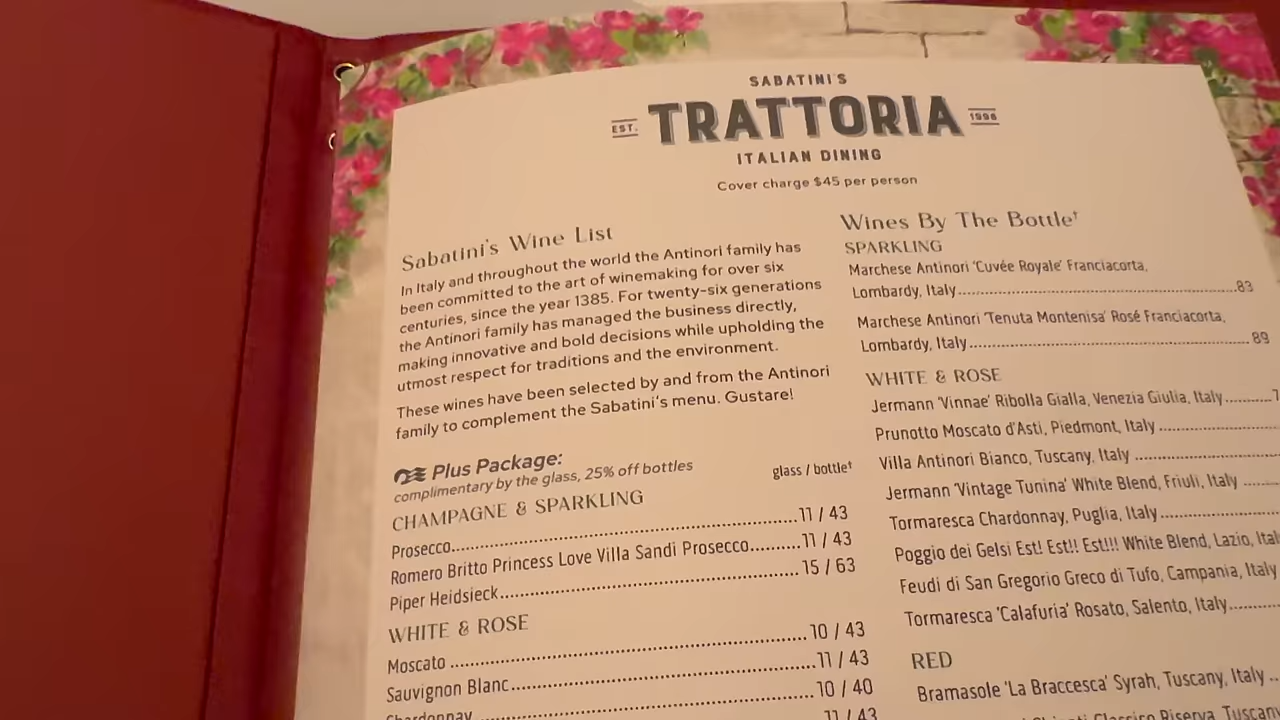 SABATINI'S
EST. TRATTORIA 1996
ITALIAN DINING
Cover charge $45 per person
Sabatini's Wine List
In Italy and throughout the world the Antinori family has
been committed to the art of winemaking for over six
centuries, since the year 1385. For twenty-six generations
the Antinori family has managed the business directly,
making innovative and bold decisions while upholding the
utmost respect for traditions and the environment.
These wines have been selected by and from the Antinori
family to complement the Sabatini's menu. Gustare!
Plus Package:
complimentary by the glass, 25% off bottles
glass / bottle†
CHAMPAGNE & SPARKLING
Prosecco..........11 / 43
Romero Britto Princess Love Villa Sandi Prosecco..........11 / 43
Piper Heidsieck..........15 / 63
WHITE & ROSE
Moscato ..........10 / 43
Sauvignon Blanc..........11 / 43
Chardonnay..........10 / 40
11 / 43
Wines By The Bottle†
SPARKLING
Marchese Antinori 'Cuvée Royale' Franciacorta,
Lombardy, Italy..........83
Marchese Antinori 'Tenuta Montenisa' Rosé Franciacorta,
Lombardy, Italy..........89
WHITE & ROSE
Jermann 'Vinnae' Ribolla Gialla, Venezia Giulia, Italy..........7
Prunotto Moscato d'Asti, Piedmont, Italy ..........
Villa Antinori Bianco, Tuscany, Italy ..........
Jermann 'Vintage Tunina' White Blend, Friuli, Italy ..........
Tormaresca Chardonnay, Puglia, Italy..........
Poggio dei Gelsi Est! Est!! Est!!! White Blend, Lazio, Ital
Feudi di San Gregorio Greco di Tufo, Campania, Italy
Tormaresca 'Calafuria' Rosato, Salento, Italy..........
RED
Bramasole 'La Braccesca' Syrah, Tuscany, Italy ..
Chianti Classico Riserva, Tuscany